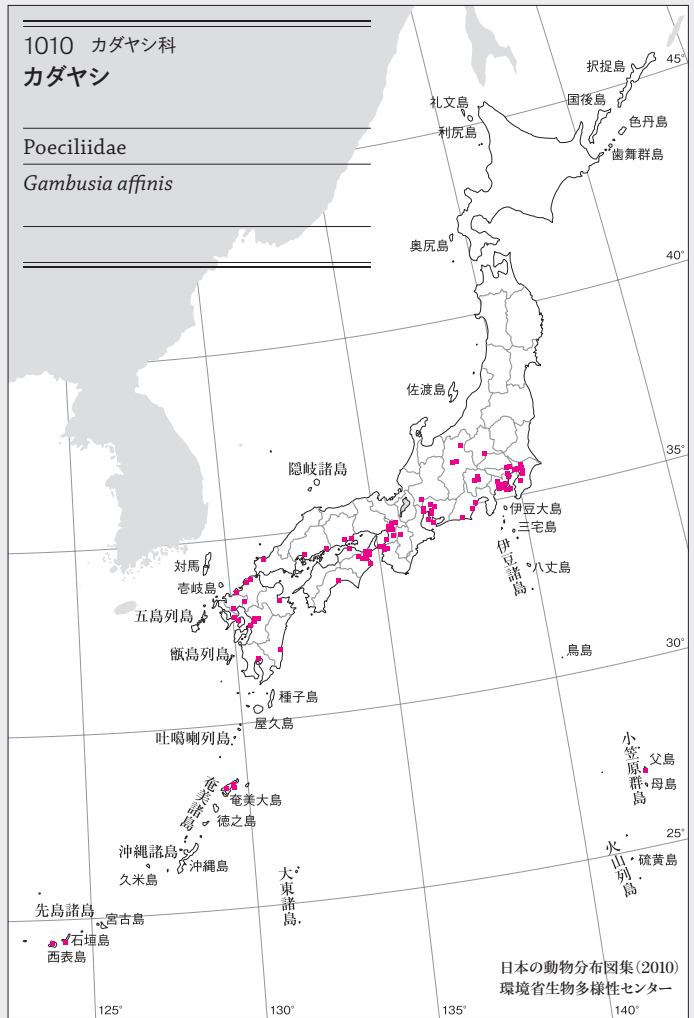 1010 カダヤシ科
カダヤシ
Poeciliidae
Gambusia affinis
45°
択捉島
礼文島
国後島
色丹島
利尻島
歯舞群島
奥尻島
40°
佐渡島
35°
隠岐諸島
伊豆大島
三宅島
伊豆諸島
八丈島
対馬
壱岐島
五島列島
甑島列島
鳥島
30°
種子島
屋久島
吐噶喇列島
小笠原群島
父島
母島
奄美諸島
奄美大島
徳之島
25°
沖縄諸島
沖縄島
久米島
火山列島
硫黄島
大東諸島
先島諸島
宮古島
石垣島
西表島
日本の動物分布図集(2010)
環境省生物多様性センター
125°
130°
135°
140°